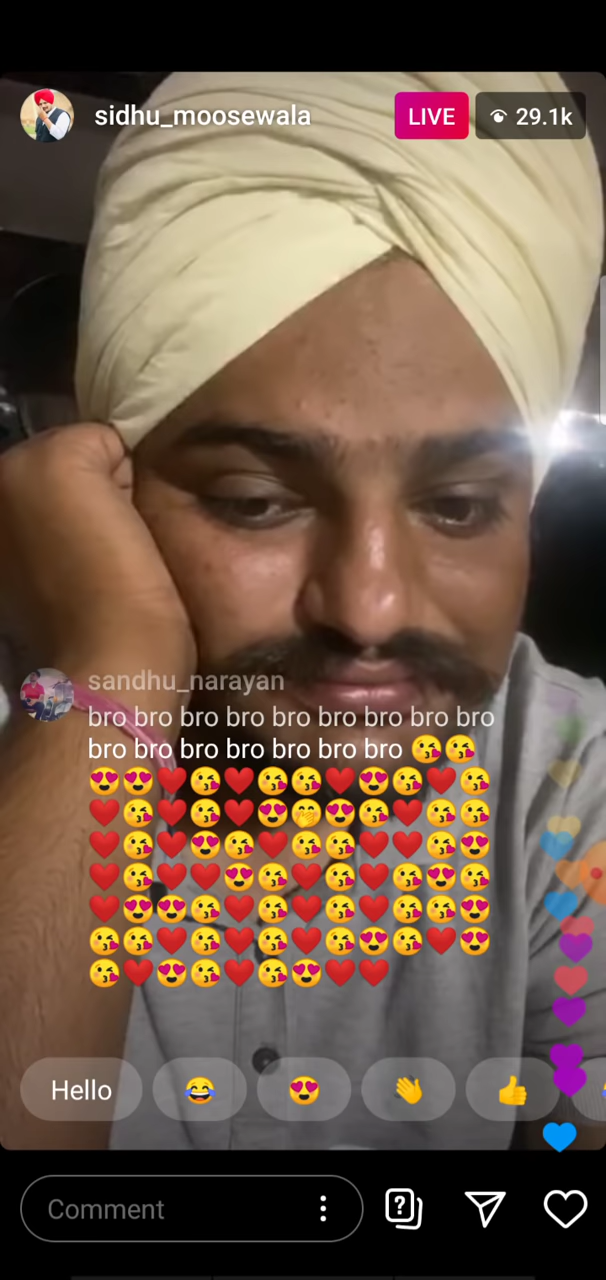 sidhu_moosewala LIVE 29.1k
sandhu_narayan
bro bro bro bro bro bro bro bro bro
bro bro bro bro bro bro bro 😘😘
😍😍❤️😘❤️😘😘❤️😍😘❤️😘
❤️😘❤️😘❤️😍🤭😍😘❤️😘😘
❤️😘❤️😍😘❤️😘😘❤️❤️😘😍
❤️😘❤️❤️😍😘❤️😘❤️😘😍😘
❤️😍😍😘❤️😘❤️😘❤️😘😘😍
😘😘❤️😘❤️😘❤️😘😍😘❤️😍
😘❤️😍😘❤️😘😍❤️❤️
Hello 😂 😍 👋 👍
Comment